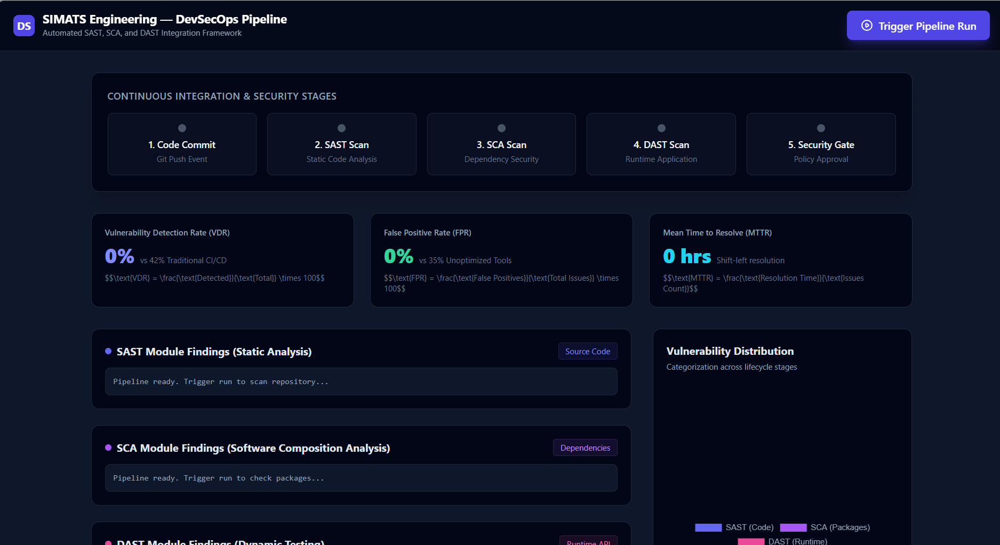 DS
SIMATS Engineering — DevSecOps Pipeline
Automated SAST, SCA, and DAST Integration Framework
Trigger Pipeline Run
CONTINUOUS INTEGRATION & SECURITY STAGES
1. Code Commit
Git Push Event
2. SAST Scan
Static Code Analysis
3. SCA Scan
Dependency Security
4. DAST Scan
Runtime Application
5. Security Gate
Policy Approval
Vulnerability Detection Rate (VDR)
0% vs 42% Traditional CI/CD
$$\text{VDR} = \frac{\text{Detected}}{\text{Total}} \times 100$$
False Positive Rate (FPR)
0% vs 35% Unoptimized Tools
$$\text{FPR} = \frac{\text{False Positives}}{\text{Total Issues}} \times
100$$
Mean Time to Resolve (MTTR)
0 hrs Shift-left resolution
$$\text{MTTR} = \frac{\text{Resolution Time}}{\text{Issues
Count}}$$
SAST Module Findings (Static Analysis)
Source Code
Pipeline ready. Trigger run to scan repository...
SCA Module Findings (Software Composition Analysis)
Dependencies
Pipeline ready. Trigger run to check packages...
DAST Module Findings (Dynamic Testing)
Runtime API
Vulnerability Distribution
Categorization across lifecycle stages
SAST (Code)
SCA (Packages)
DAST (Runtime)